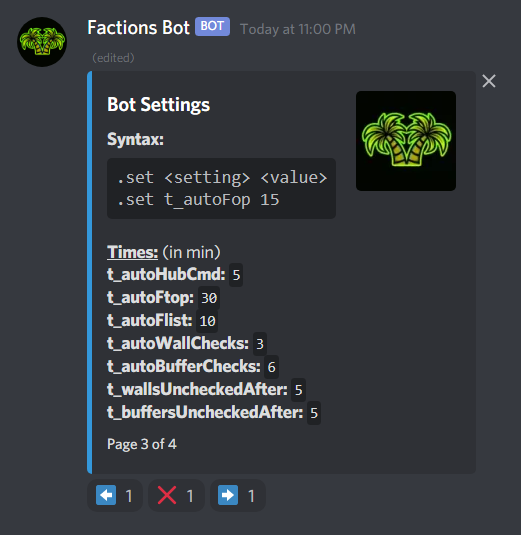 Factions Bot BOT Today at 11:00 PM
(edited)
Bot Settings
Syntax:
.set <setting> <value>
.set t_autoFop 15
Times: (in min)
t_autoHubCmd: 5
t_autoFtop: 30
t_autoFlist: 10
t_autoWallChecks: 3
t_autoBufferChecks: 6
t_wallsUncheckedAfter: 5
t_buffersUncheckedAfter: 5
Page 3 of 4
1 1 1